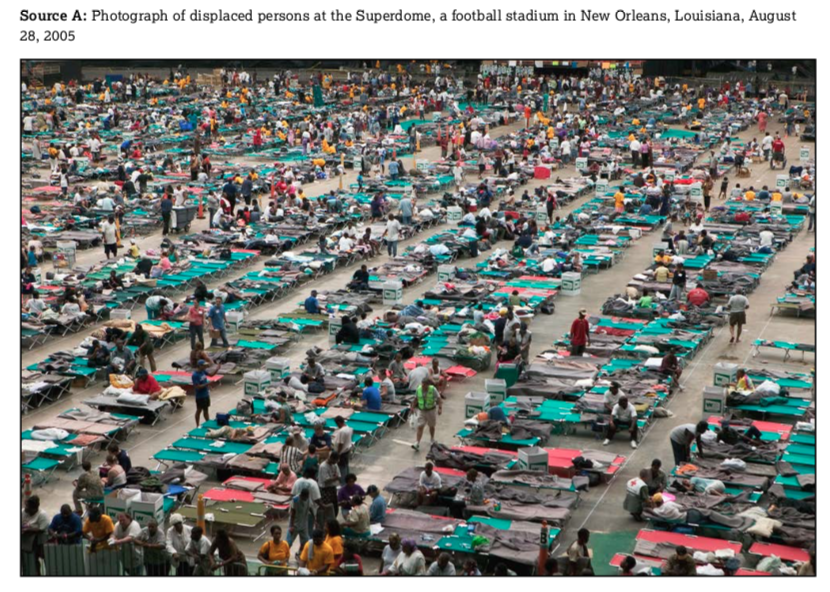 Source A: Photograph of displaced persons at the Superdome, a football stadium in New Orleans, Louisiana, August
28, 2005